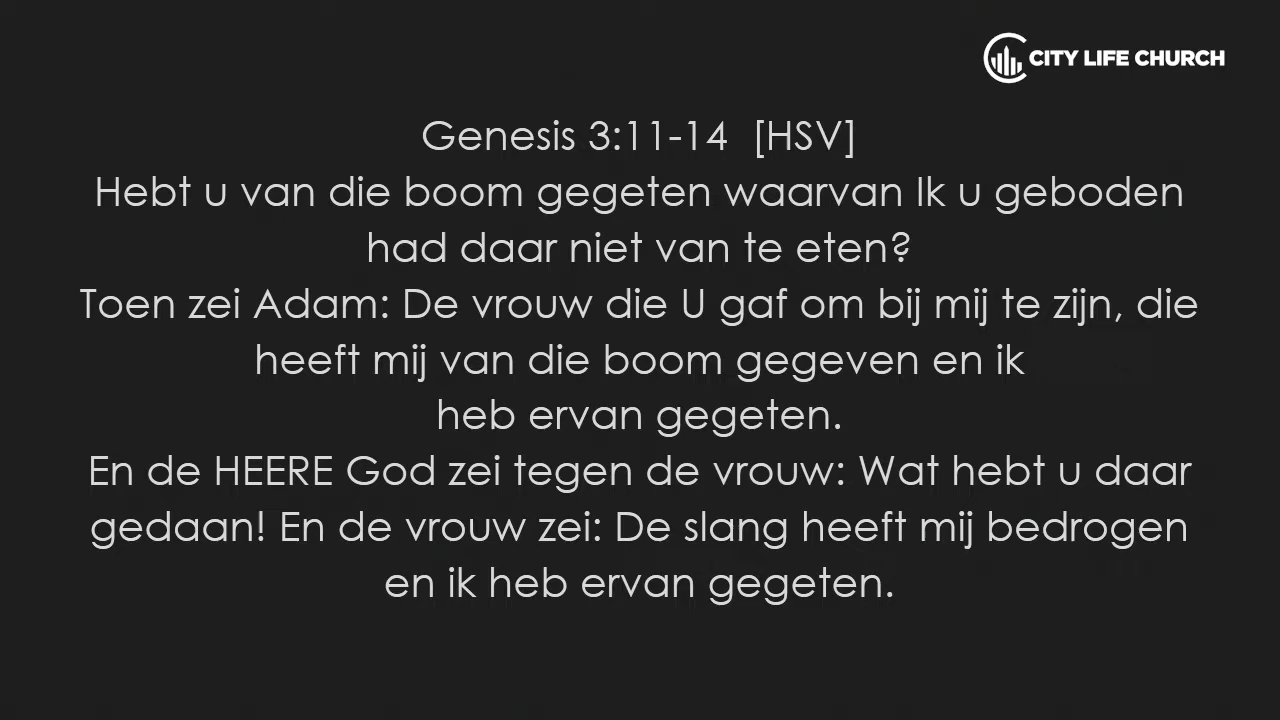 CITY LIFE CHURCH
Genesis 3:11-14 [HSV]
Hebt u van die boom gegeten waarvan Ik u geboden
had daar niet van te eten?
Toen zei Adam: De vrouw die U gaf om bij mij te zijn, die
heeft mij van die boom gegeven en ik
heb ervan gegeten.
En de HEERE God zei tegen de vrouw: Wat hebt u daar
gedaan! En de vrouw zei: De slang heeft mij bedrogen
en ik heb ervan gegeten.